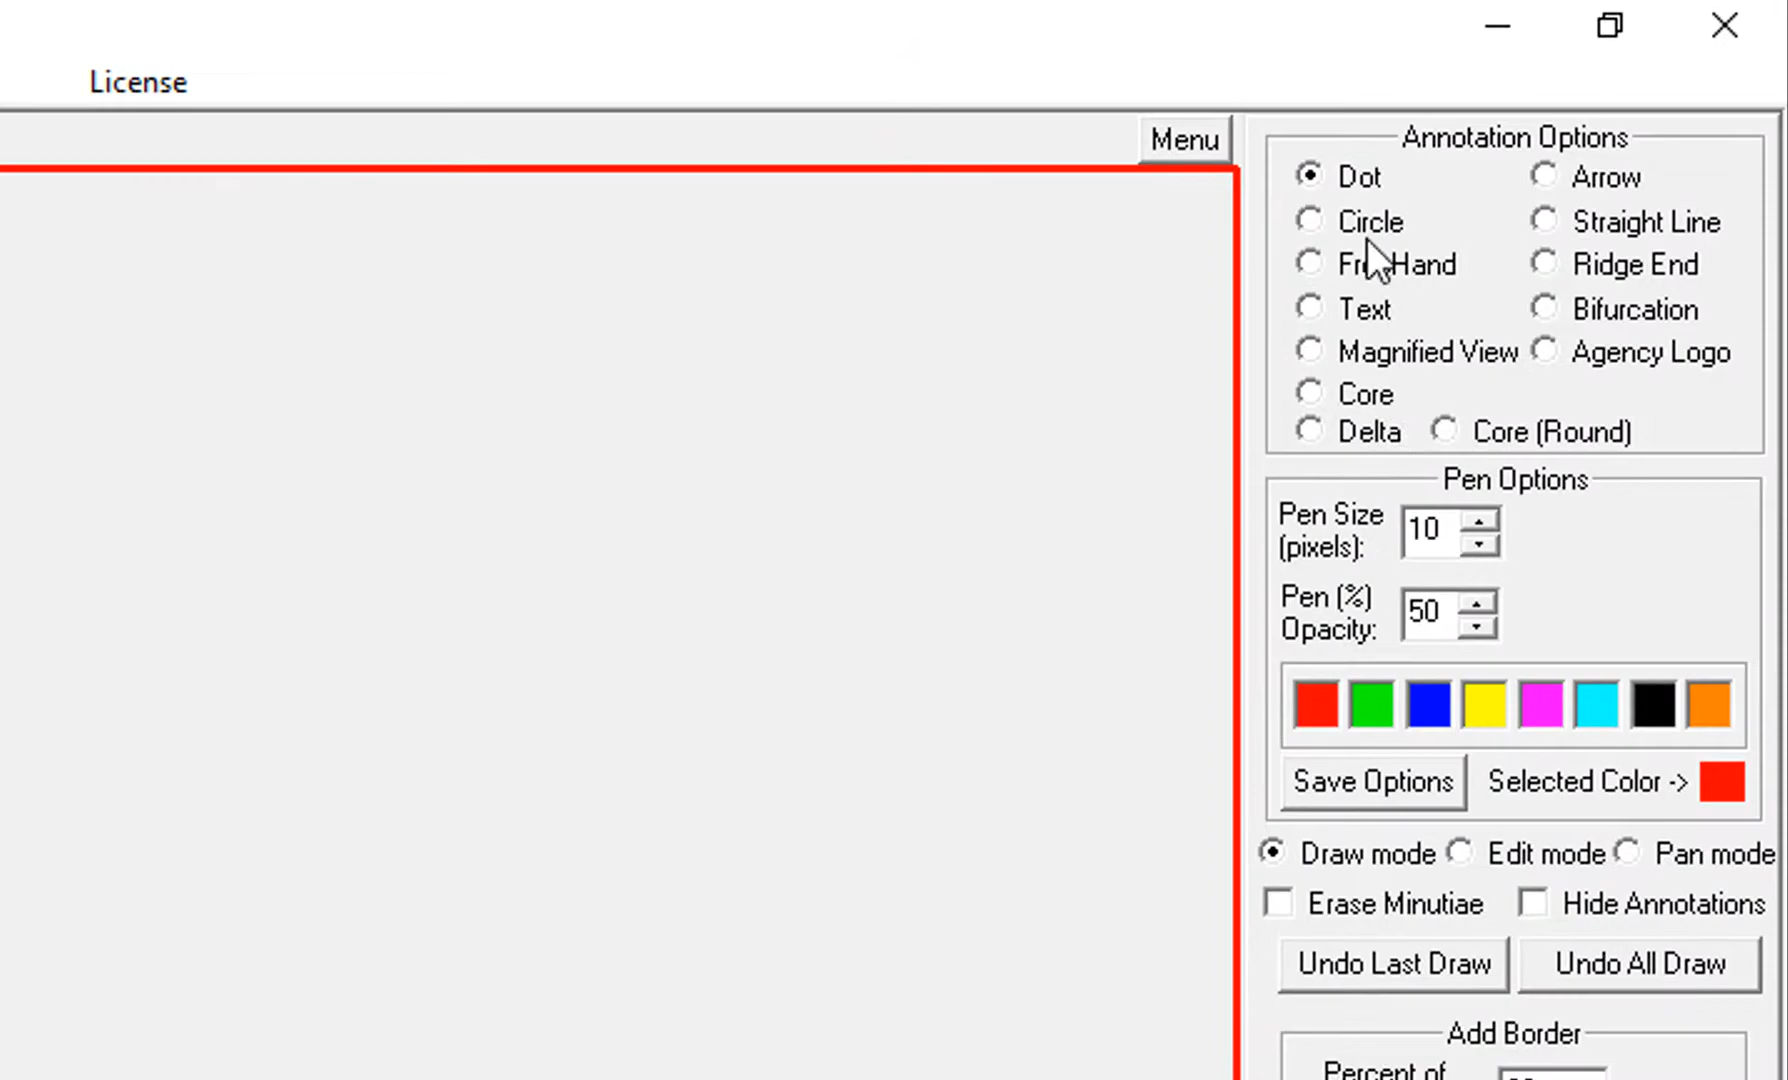 License
Menu
Annotation Options
Dot Arrow
Circle Straight Line
Hand Ridge End
Text Bifurcation
Magnified View Agency Logo
Core
Delta Core (Round)
Pen Options
Pen Size
(pixels): 10
Pen (%)
Opacity: 50
Save Options Selected Color ->
Draw mode Edit mode Pan mode
Erase Minutiae Hide Annotations
Undo Last Draw Undo All Draw
Add Border
Percent of